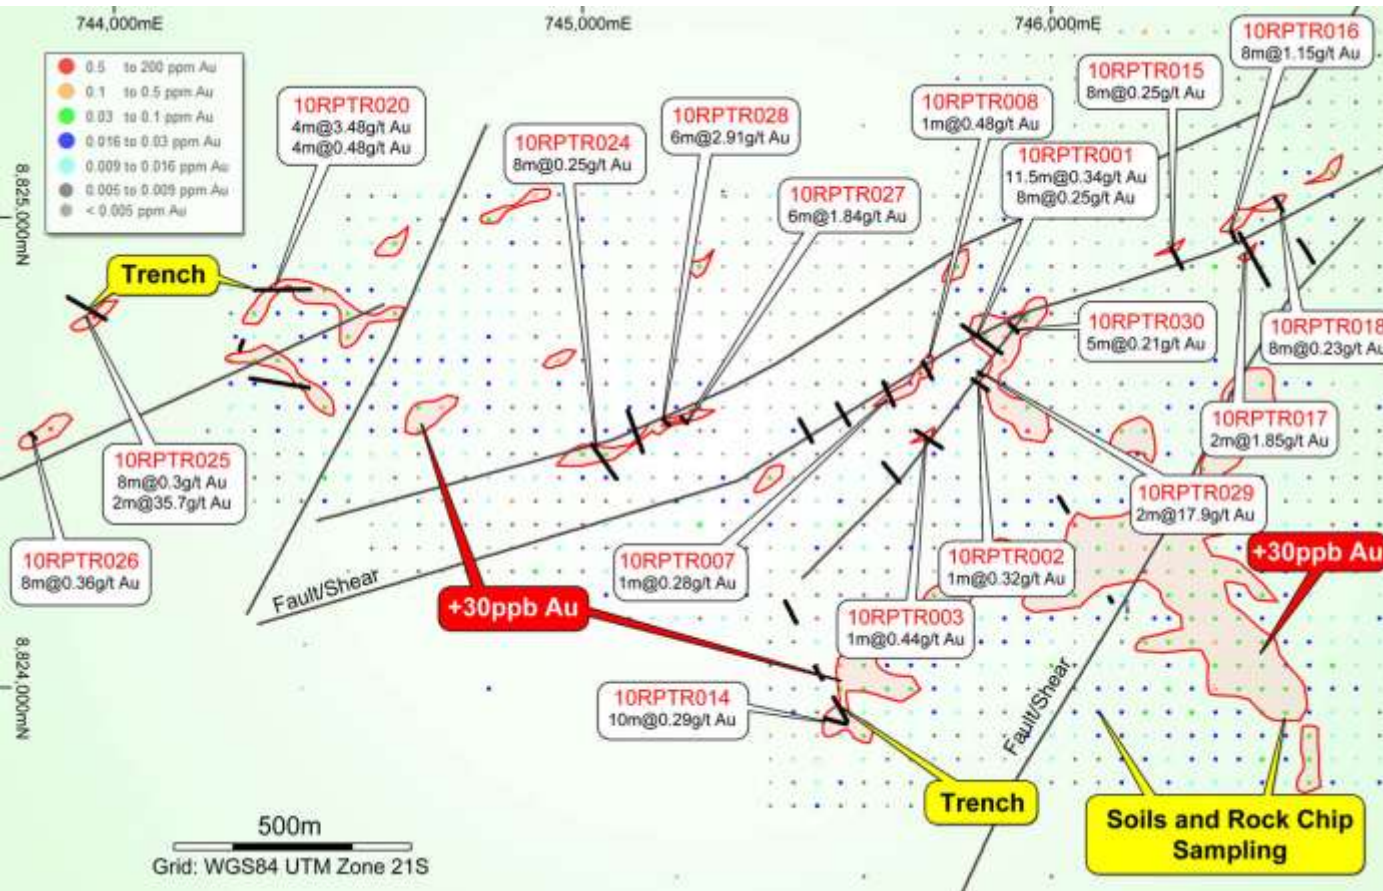 744,000mE
745,000mE
746,000mE
8,825,000mN
8,824,000mN
0.5 to 200 ppm Au
0.1 to 0.5 ppm Au
0.03 to 0.1 ppm Au
0.016 to 0.03 ppm Au
0.009 to 0.016 ppm Au
0.005 to 0.009 ppm Au
< 0.005 ppm Au
10RPTR020
4m@3.48g/t Au
4m@0.48g/t Au
10RPTR024
8m@0.25g/t Au
10RPTR028
6m@2.91g/t Au
10RPTR027
6m@1.84g/t Au
10RPTR008
1m@0.48g/t Au
10RPTR001
11.5m@0.34g/t Au
8m@0.25g/t Au
10RPTR015
8m@0.25g/t Au
10RPTR016
8m@1.15g/t Au
Trench
10RPTR030
5m@0.21g/t Au
10RPTR018
8m@0.23g/t Au
10RPTR017
2m@1.85g/t Au
10RPTR025
8m@0.3g/t Au
2m@35.7g/t Au
10RPTR029
2m@17.9g/t Au
10RPTR026
8m@0.36g/t Au
10RPTR007
1m@0.28g/t Au
10RPTR002
1m@0.32g/t Au
+30ppb Au
Fault/Shear
+30ppb Au
10RPTR003
1m@0.44g/t Au
10RPTR014
10m@0.29g/t Au
Fault/Shear
Trench
Soils and Rock Chip
Sampling
500m
Grid: WGS84 UTM Zone 21S